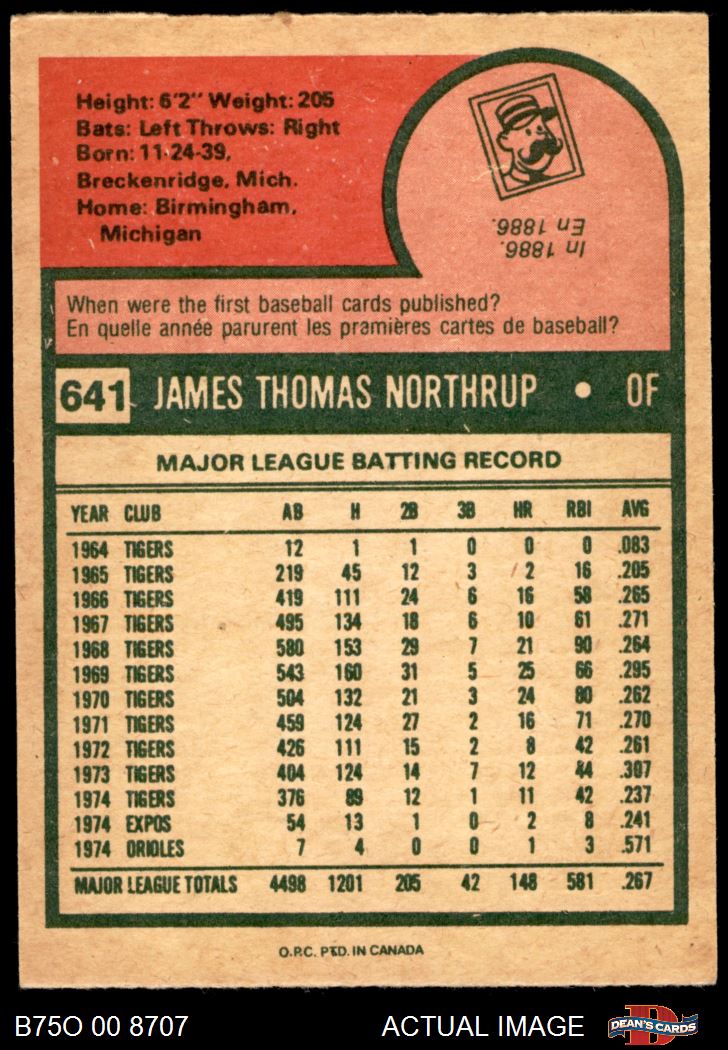 Height: 6'2" Weight: 205
Bats: Left Throws: Right
Born: 11-24-39,
Breckenridge, Mich.
Home: Birmingham,
Michigan
In 1886.
En 1886.
When were the first baseball cards published?
En quelle année parurent les pramières cartes de baseball?
641 JAMES THOMAS NORTHRUP • OF
MAJOR LEAGUE BATTING RECORD
YEAR CLUB AB H 2B 3B HR RBI AVG
1964 TIGERS 12 1 1 0 0 0 .083
1965 TIGERS 219 45 12 3 2 16 .205
1966 TIGERS 419 111 24 6 16 58 .265
1967 TIGERS 495 134 18 6 10 61 .271
1968 TIGERS 580 153 29 7 21 90 .264
1969 TIGERS 543 160 31 5 25 66 .295
1970 TIGERS 504 132 21 3 24 80 .262
1971 TIGERS 459 124 27 2 16 71 .270
1972 TIGERS 426 111 15 2 8 42 .261
1973 TIGERS 404 124 14 7 12 44 .307
1974 TIGERS 376 89 12 1 11 42 .237
1974 EXPOS 54 13 1 0 2 8 .241
1974 ORIOLES 7 4 0 0 1 3 .571
MAJOR LEAGUE TOTALS 4498 1201 205 42 148 581 .267
O.P.C. PTD. IN CANADA
B75O 00 8707 ACTUAL IMAGE D DEAN'S CARDS